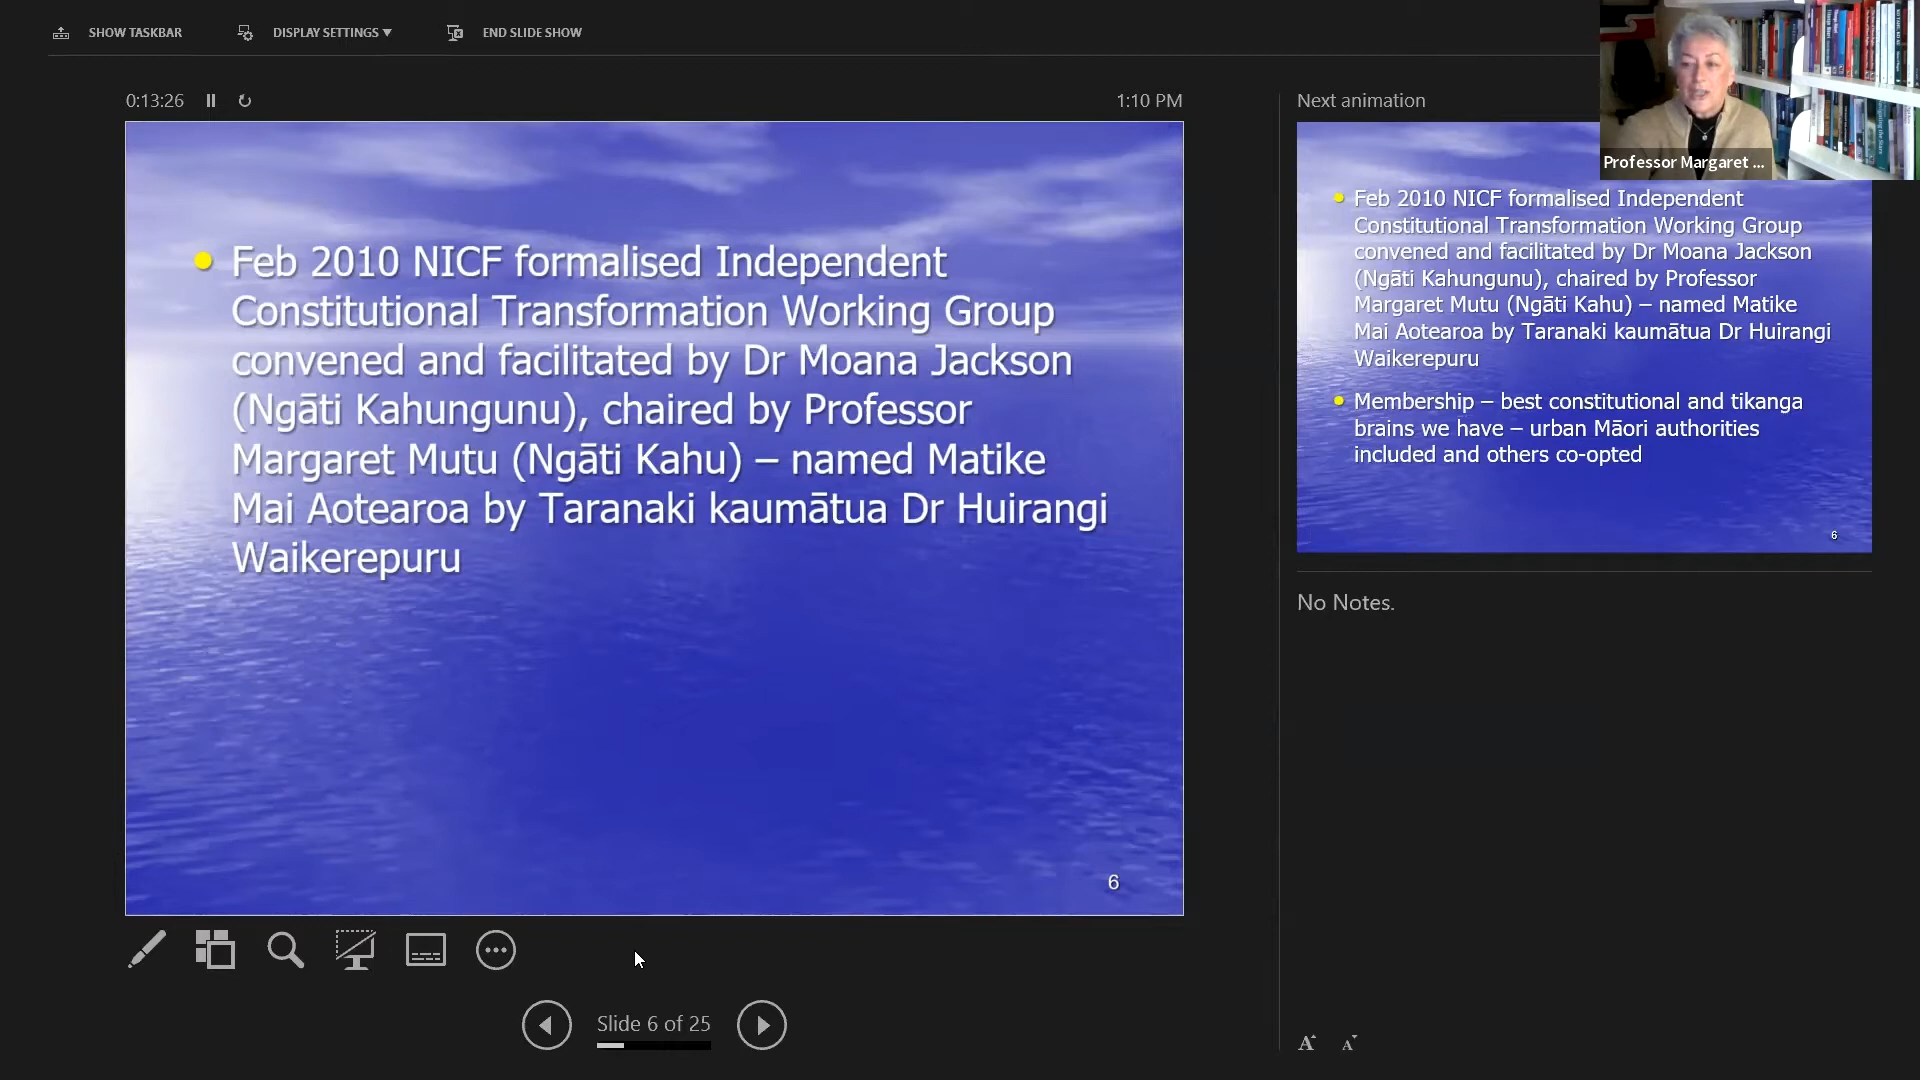 SHOW TASKBAR
DISPLAY SETTINGS ▼
END SLIDE SHOW
0:13:26
1:10 PM
Feb 2010 NICF formalised Independent
Constitutional Transformation Working Group
convened and facilitated by Dr Moana Jackson
(Ngāti Kahungunu), chaired by Professor
Margaret Mutu (Ngāti Kahu) – named Matike
Mai Aotearoa by Taranaki kaumātua Dr Huirangi
Waikerepuru
6
Slide 6 of 25
Next animation
Professor Margaret ...
Feb 2010 NICF formalised Independent
Constitutional Transformation Working Group
convened and facilitated by Dr Moana Jackson
(Ngāti Kahungunu), chaired by Professor
Margaret Mutu (Ngāti Kahu) – named Matike
Mai Aotearoa by Taranaki kaumātua Dr Huirangi
Waikerepuru
Membership – best constitutional and tikanga
brains we have – urban Māori authorities
included and others co-opted
6
No Notes.
A A